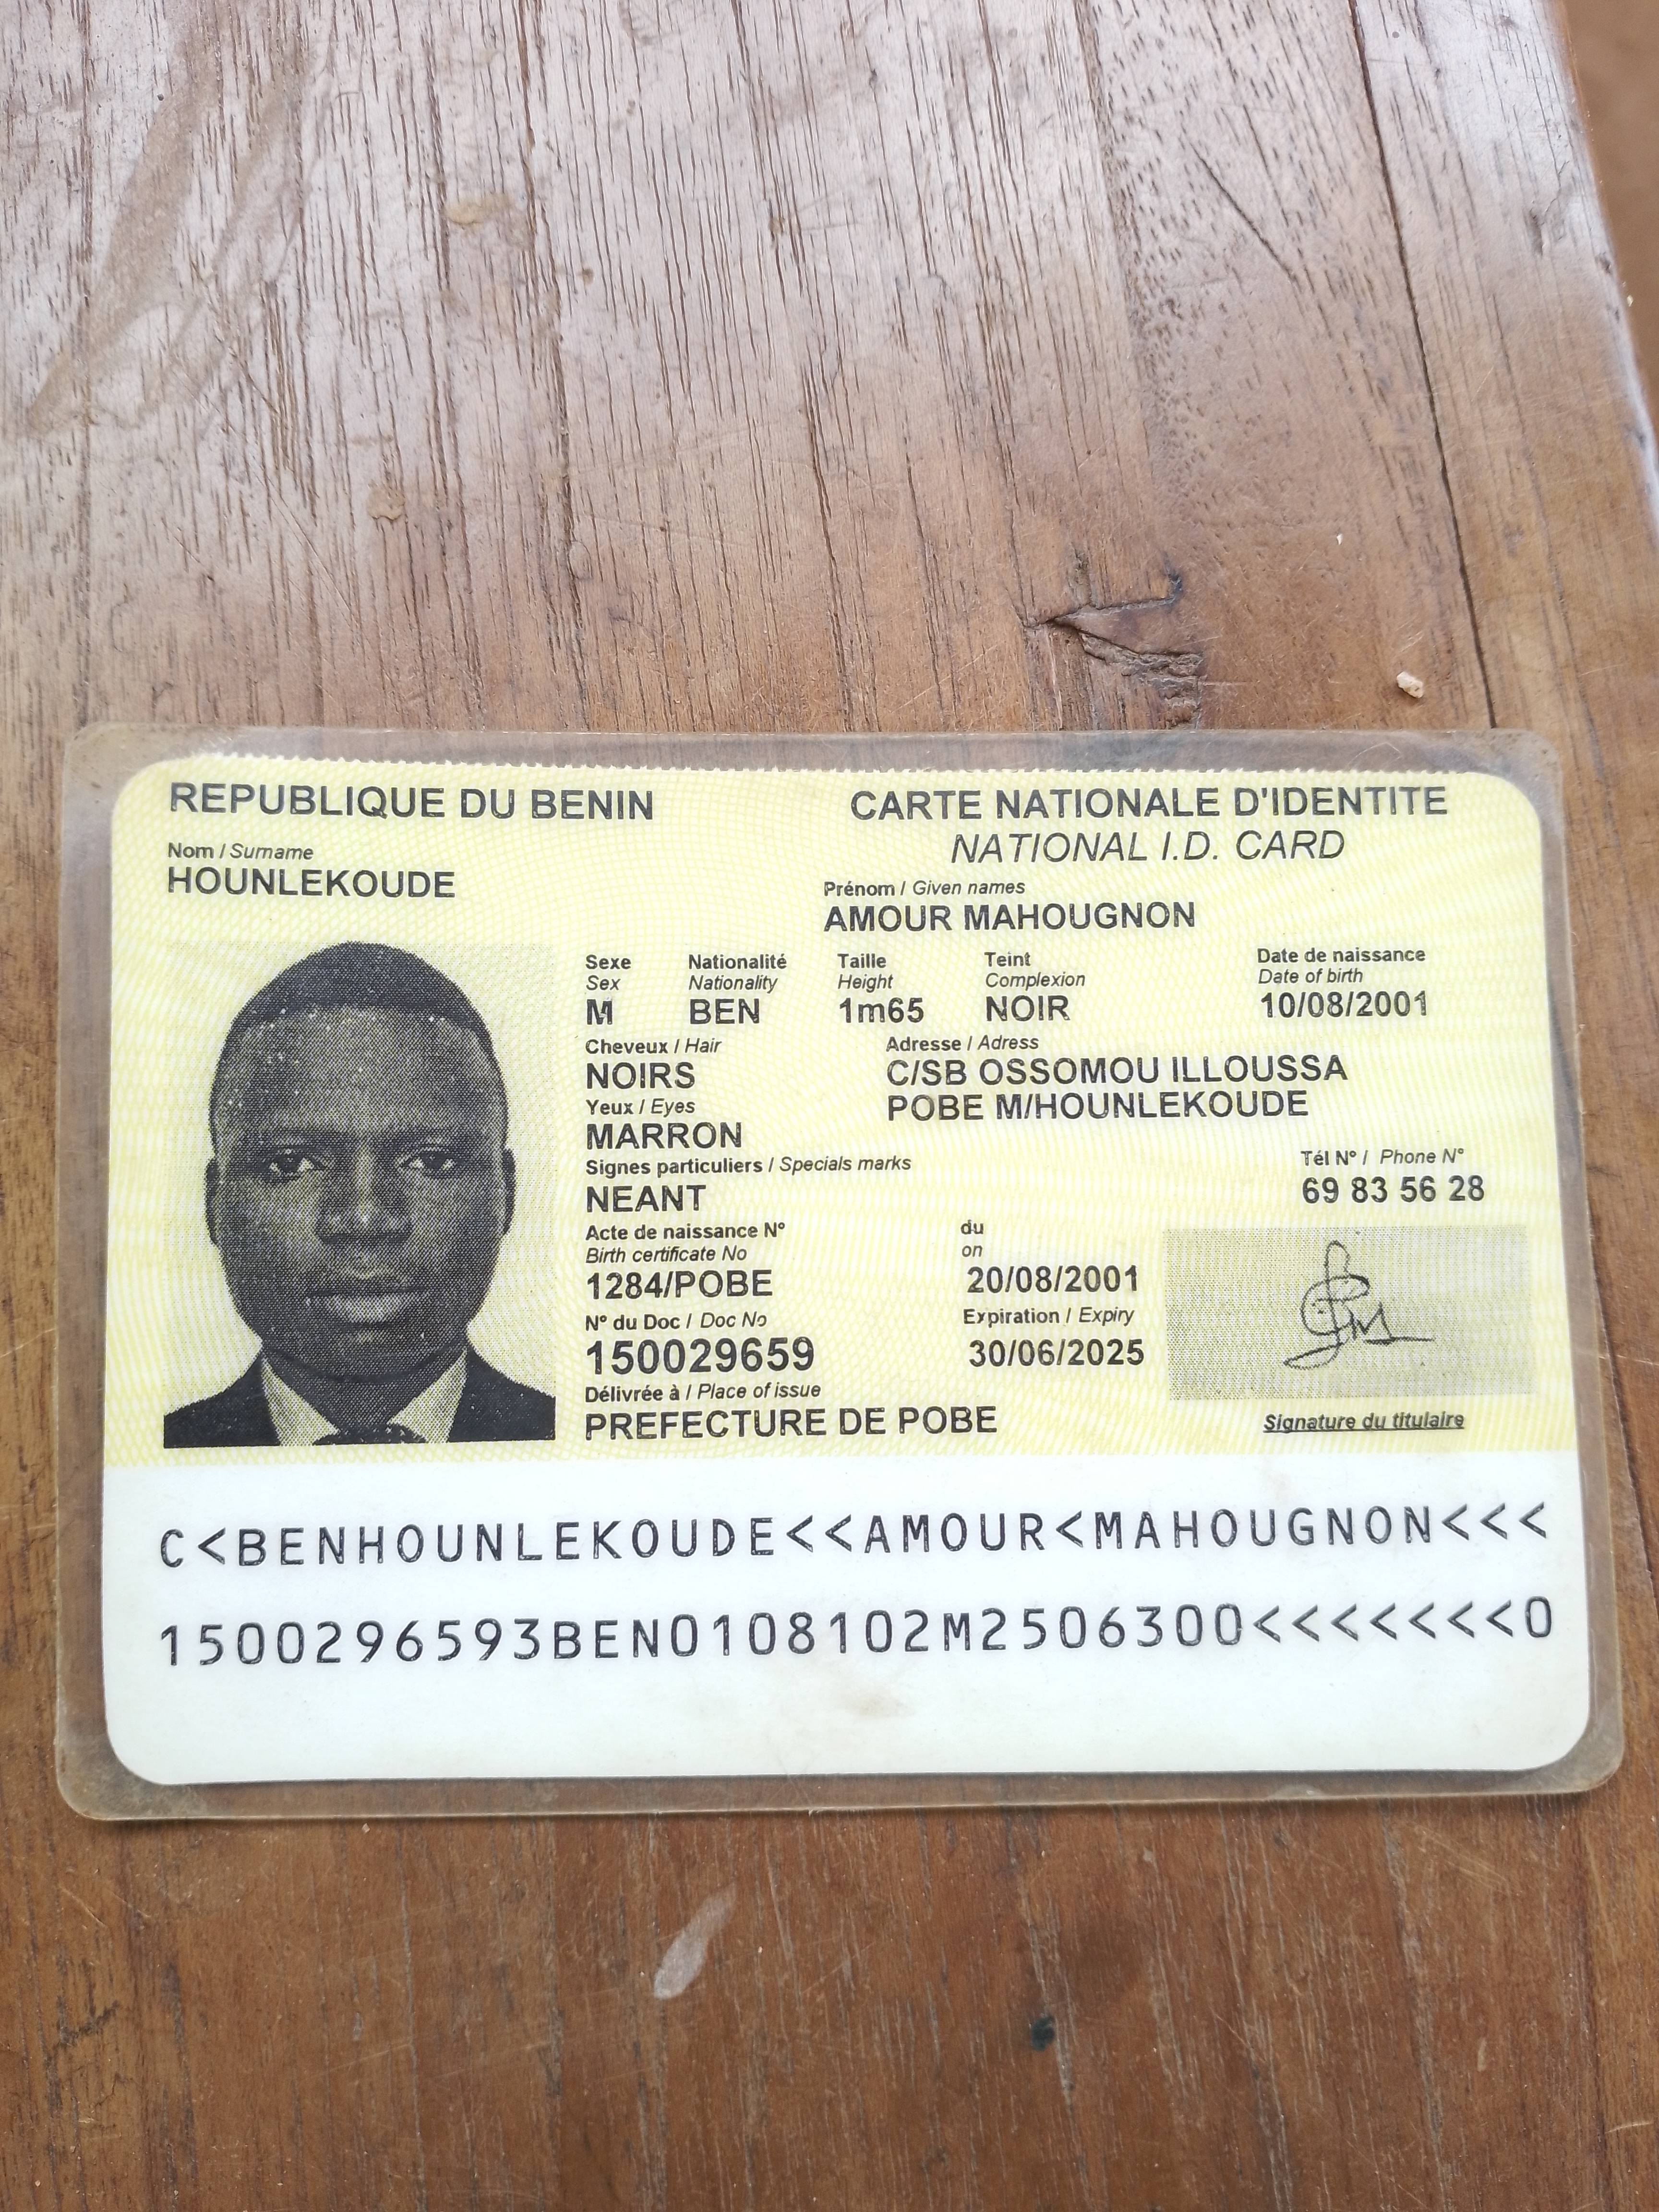 REPUBLIQUE DU BENIN
CARTE NATIONALE D'IDENTITE
NATIONAL I.D. CARD
Nom / Surname
HOUNLEKOUDE
Prénom / Given names
AMOUR MAHOUGNON
Sexe Nationalité Taille Teint Date de naissance
Sex Nationality Height Complexion Date of birth
M BEN 1m65 NOIR 10/08/2001
Cheveux / Hair Adresse / Adress
NOIRS C/SB OSSOMOU ILLOUSSA
Yeux / Eyes POBE M/HOUNLEKOUDE
MARRON
Signes particuliers / Specials marks Tél N° / Phone N°
NEANT 69 83 56 28
Acte de naissance N° du
Birth certificate No on
1284/POBE 20/08/2001
N° du Doc / Doc No Expiration / Expiry
150029659 30/06/2025
Délivrée à / Place of issue
PREFECTURE DE POBE
Signature du titulaire
C<BENHOUNLEKOUDE<<AMOUR<MAHOUGNON<<<
1500296593BEN0108102M2506300<<<<<<<0